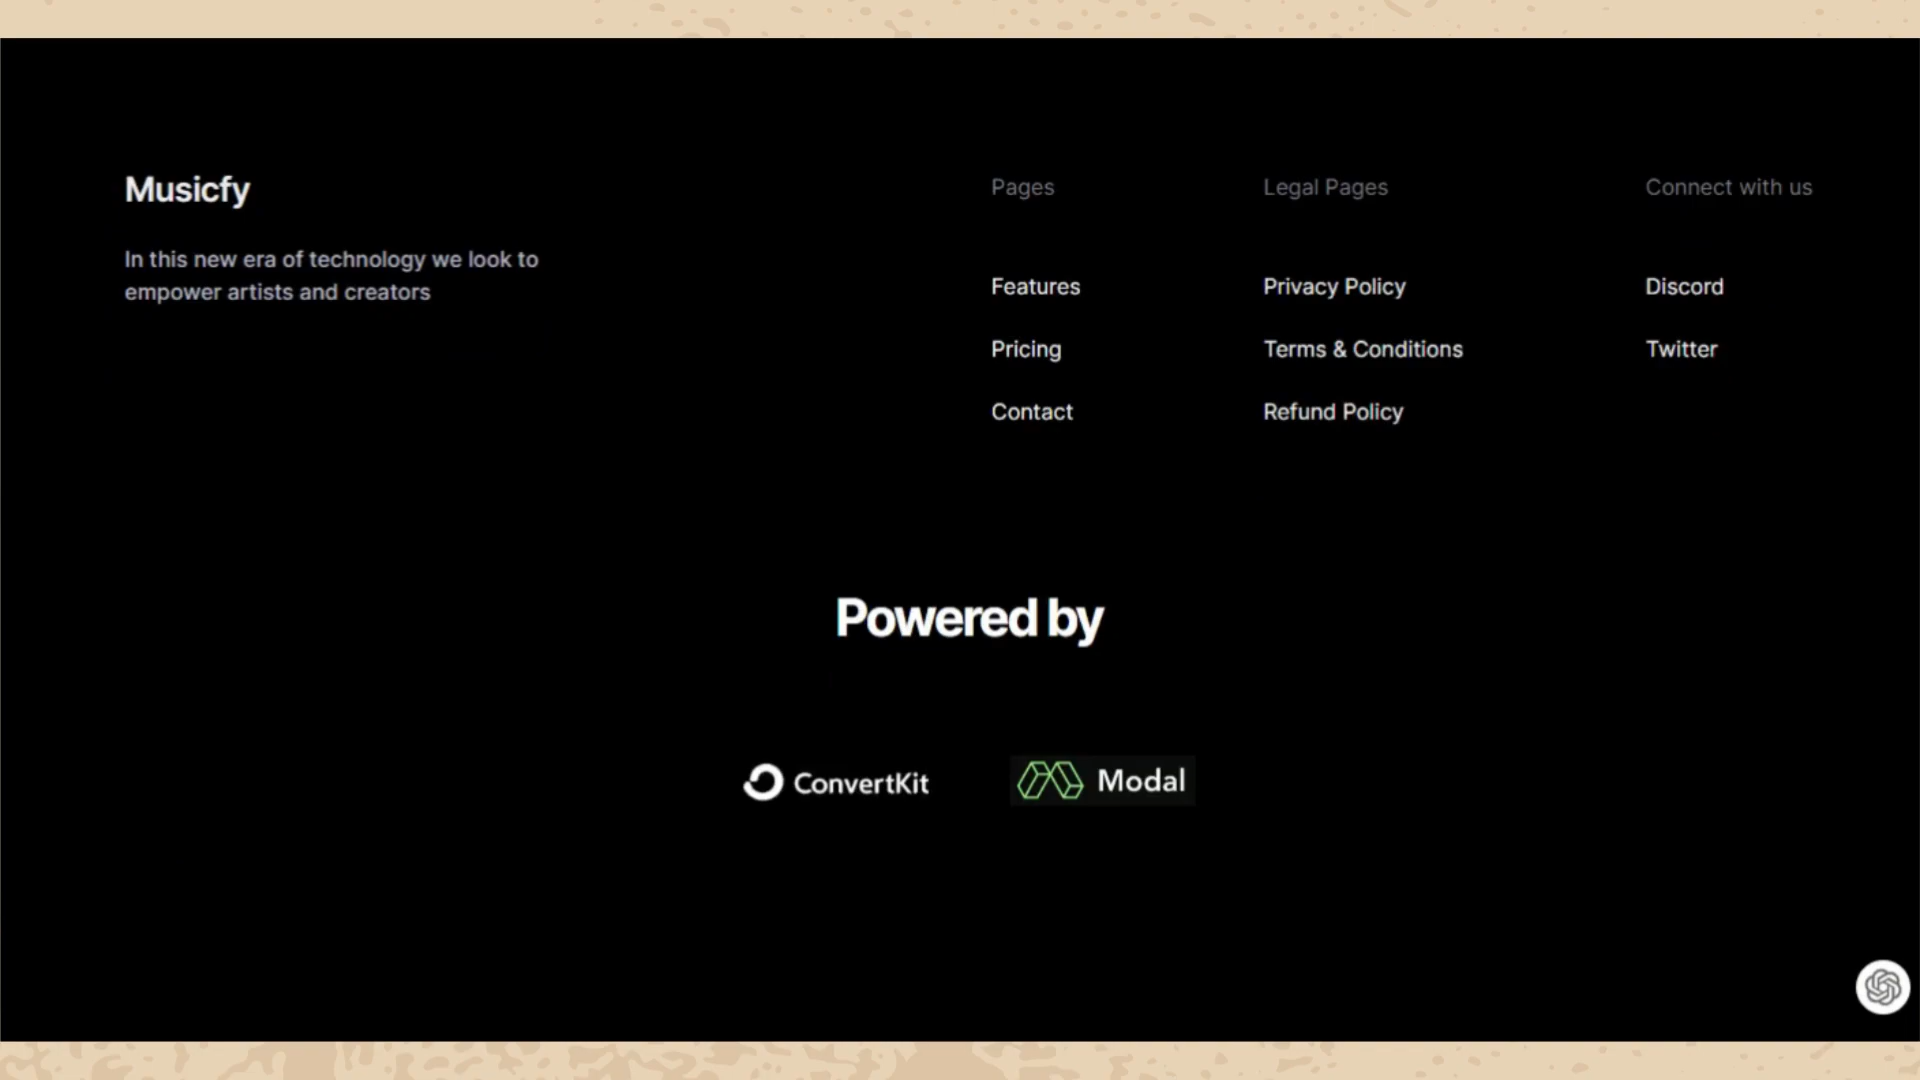 Musicfy
In this new era of technology we look to
empower artists and creators
Pages
Features
Pricing
Contact
Legal Pages
Privacy Policy
Terms & Conditions
Refund Policy
Connect with us
Discord
Twitter
Powered by
ConvertKit
Modal